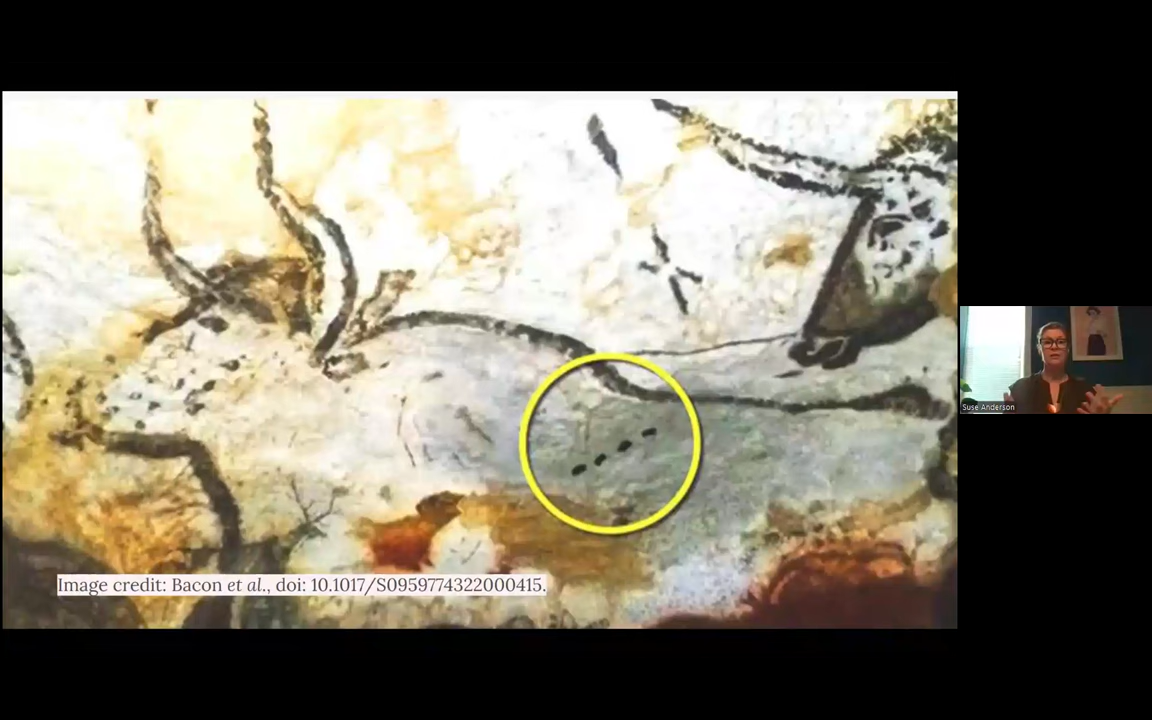 Image credit: Bacon et al., doi: 10.1017/S0959774322000415.
Suse Anderson